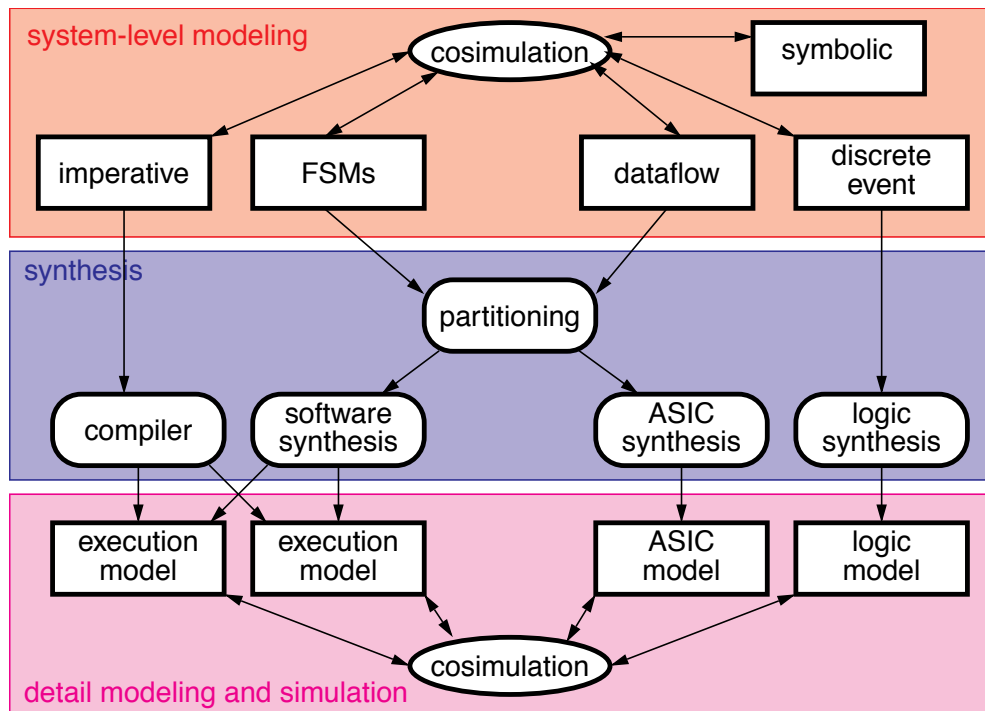 system-level modeling
cosimulation
symbolic
imperative
FSMs
dataflow
discrete
event
synthesis
partitioning
compiler
software
synthesis
ASIC
synthesis
logic
synthesis
execution
model
execution
model
ASIC
model
logic
model
cosimulation
detail modeling and simulation